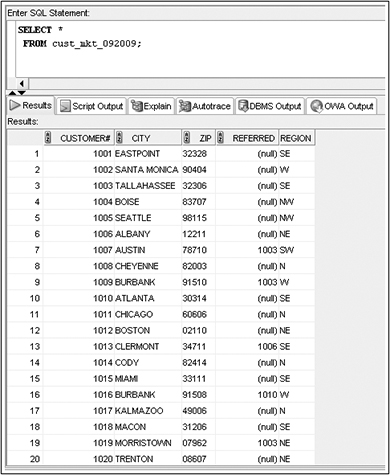 Enter SQL Statement:
SELECT *
FROM cust_mkt_092009;
Results Script Output Explain Autotrace DBMS Output OWA Output
Results:
CUSTOMER# CITY ZIP REFERRED REGION
1 1001 EASTPOINT 32328 (null) SE
2 1002 SANTA MONICA 90404 (null) W
3 1003 TALLAHASSEE 32306 (null) SE
4 1004 BOISE 83707 (null) NW
5 1005 SEATTLE 98115 (null) NW
6 1006 ALBANY 12211 (null) NE
7 1007 AUSTIN 78710 1003 SW
8 1008 CHEYENNE 82003 (null) N
9 1009 BURBANK 91510 1003 W
10 1010 ATLANTA 30314 (null) SE
11 1011 CHICAGO 60606 (null) N
12 1012 BOSTON 02110 (null) NE
13 1013 CLERMONT 34711 1006 SE
14 1014 CODY 82414 (null) N
15 1015 MIAMI 33111 (null) SE
16 1016 BURBANK 91508 1010 W
17 1017 KALMAZOO 49006 (null) N
18 1018 MACON 31206 (null) SE
19 1019 MORRISTOWN 07962 1003 NE
20 1020 TRENTON 08607 (null) NE